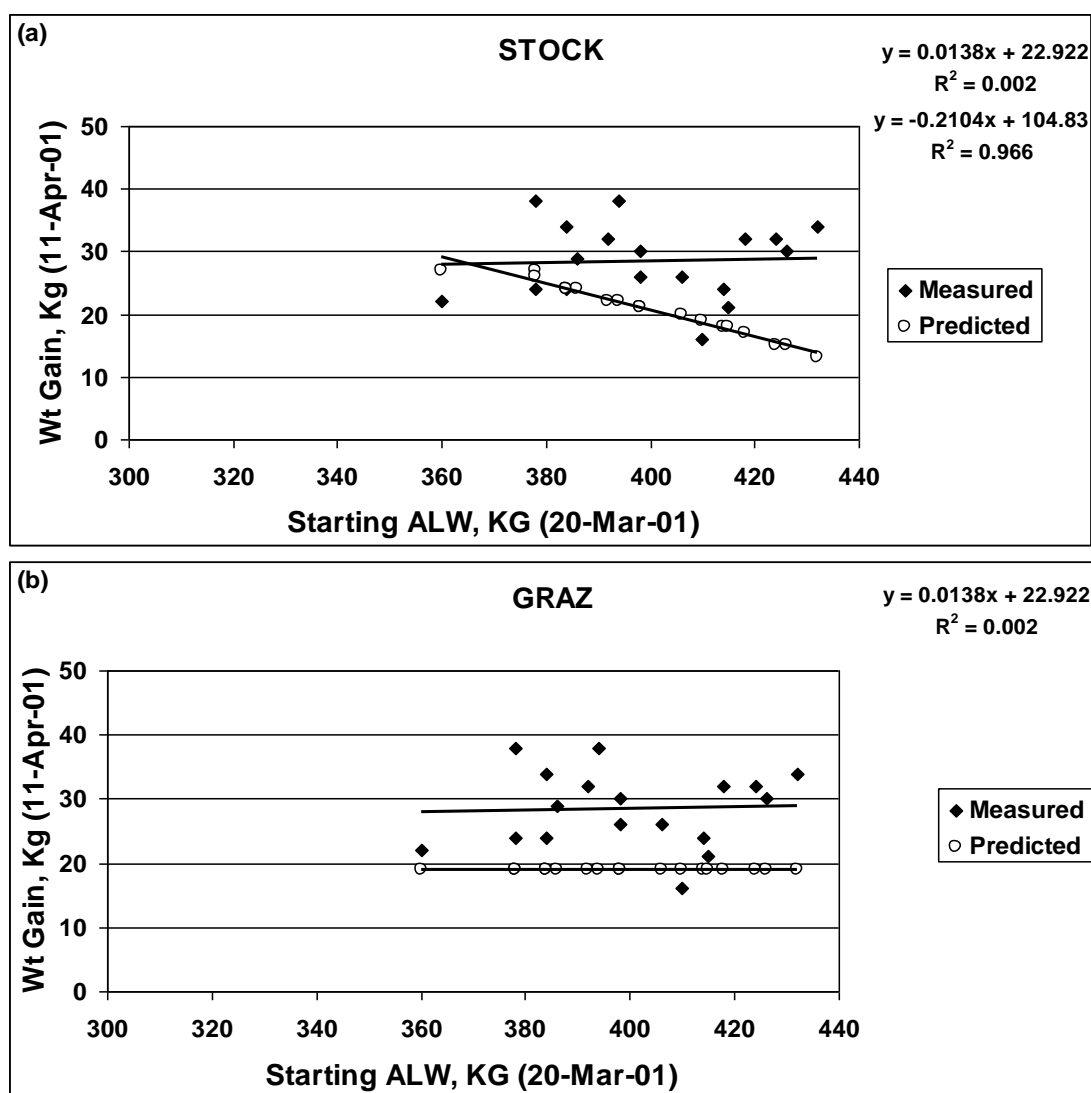 (a)
STOCK
y = 0.0138x + 22.922
R² = 0.002
y = -0.2104x + 104.83
R² = 0.966
Wt Gain, Kg (11-Apr-01)
50
40
30
20
10
0
300 320 340 360 380 400 420 440
Starting ALW, KG (20-Mar-01)
Measured
Predicted
(b)
GRAZ
y = 0.0138x + 22.922
R² = 0.002
Wt Gain, Kg (11-Apr-01)
50
40
30
20
10
0
300 320 340 360 380 400 420 440
Starting ALW, KG (20-Mar-01)
Measured
Predicted